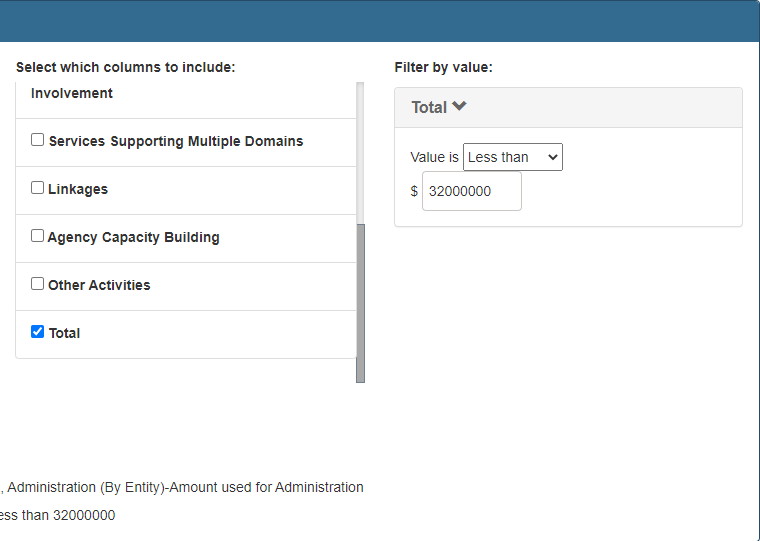 Select which columns to include:
Involvement
Services Supporting Multiple Domains
Linkages
Agency Capacity Building
Other Activities
Total
Filter by value:
Total
Value is Less than
$ 32000000
, Administration (By Entity)-Amount used for Administration
ess than 32000000